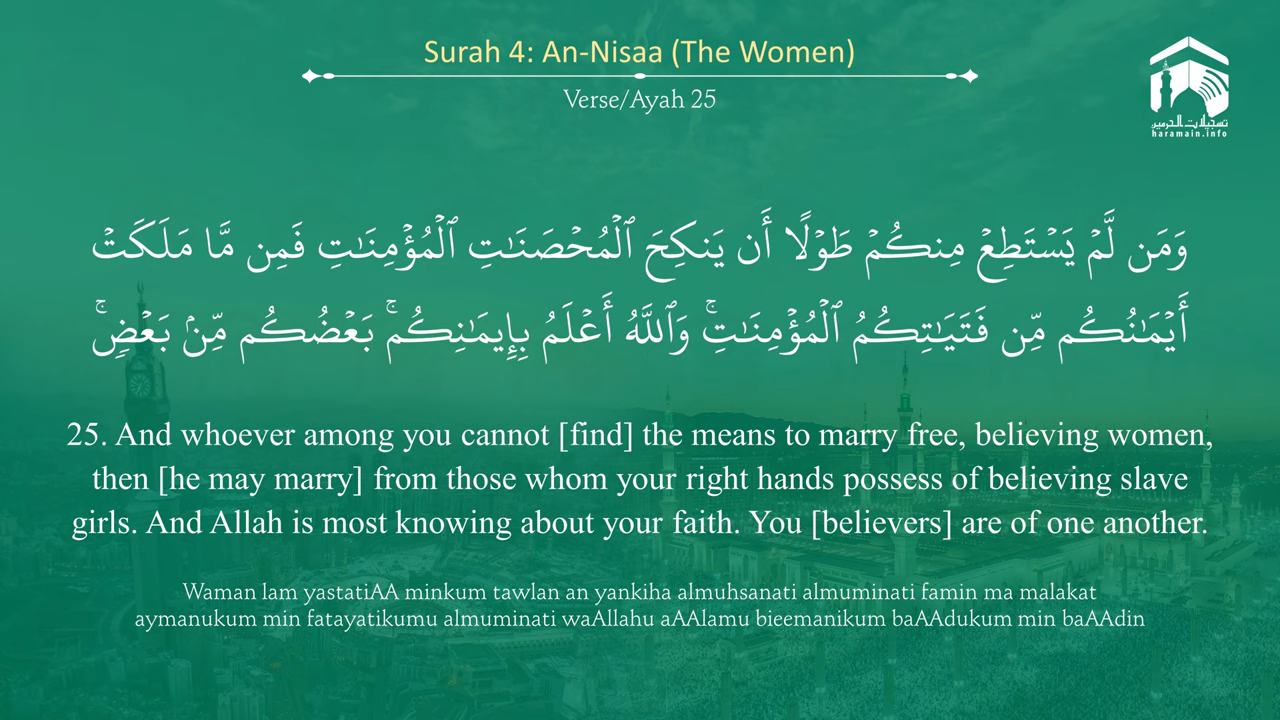 Surah 4: An-Nisaa (The Women)
Verse/Ayah 25
تسجيلات الحرمين
haramain.info
وَمَن لَّمۡ يَسۡتَطِعۡ مِنكُمۡ طَوۡلًا أَن يَنكِحَ ٱلۡمُحۡصَنَٰتِ ٱلۡمُؤۡمِنَٰتِ فَمِن مَّا مَلَكَتۡ
أَيۡمَٰنُكُم مِّن فَتَيَٰتِكُمُ ٱلۡمُؤۡمِنَٰتِۚ وَٱللَّهُ أَعۡلَمُ بِإِيمَٰنِكُمۚ بَعۡضُكُم مِّنۢ بَعۡضٖۚ
25. And whoever among you cannot [find] the means to marry free, believing women,
then [he may marry] from those whom your right hands possess of believing slave
girls. And Allah is most knowing about your faith. You [believers] are of one another.
Waman lam yastatiAA minkum tawlan an yankiha almuhsanati almuminati famin ma malakat
aymanukum min fatayatikumu almuminati waAllahu aAAlamu bieemanikum baAAdukum min baAAdin